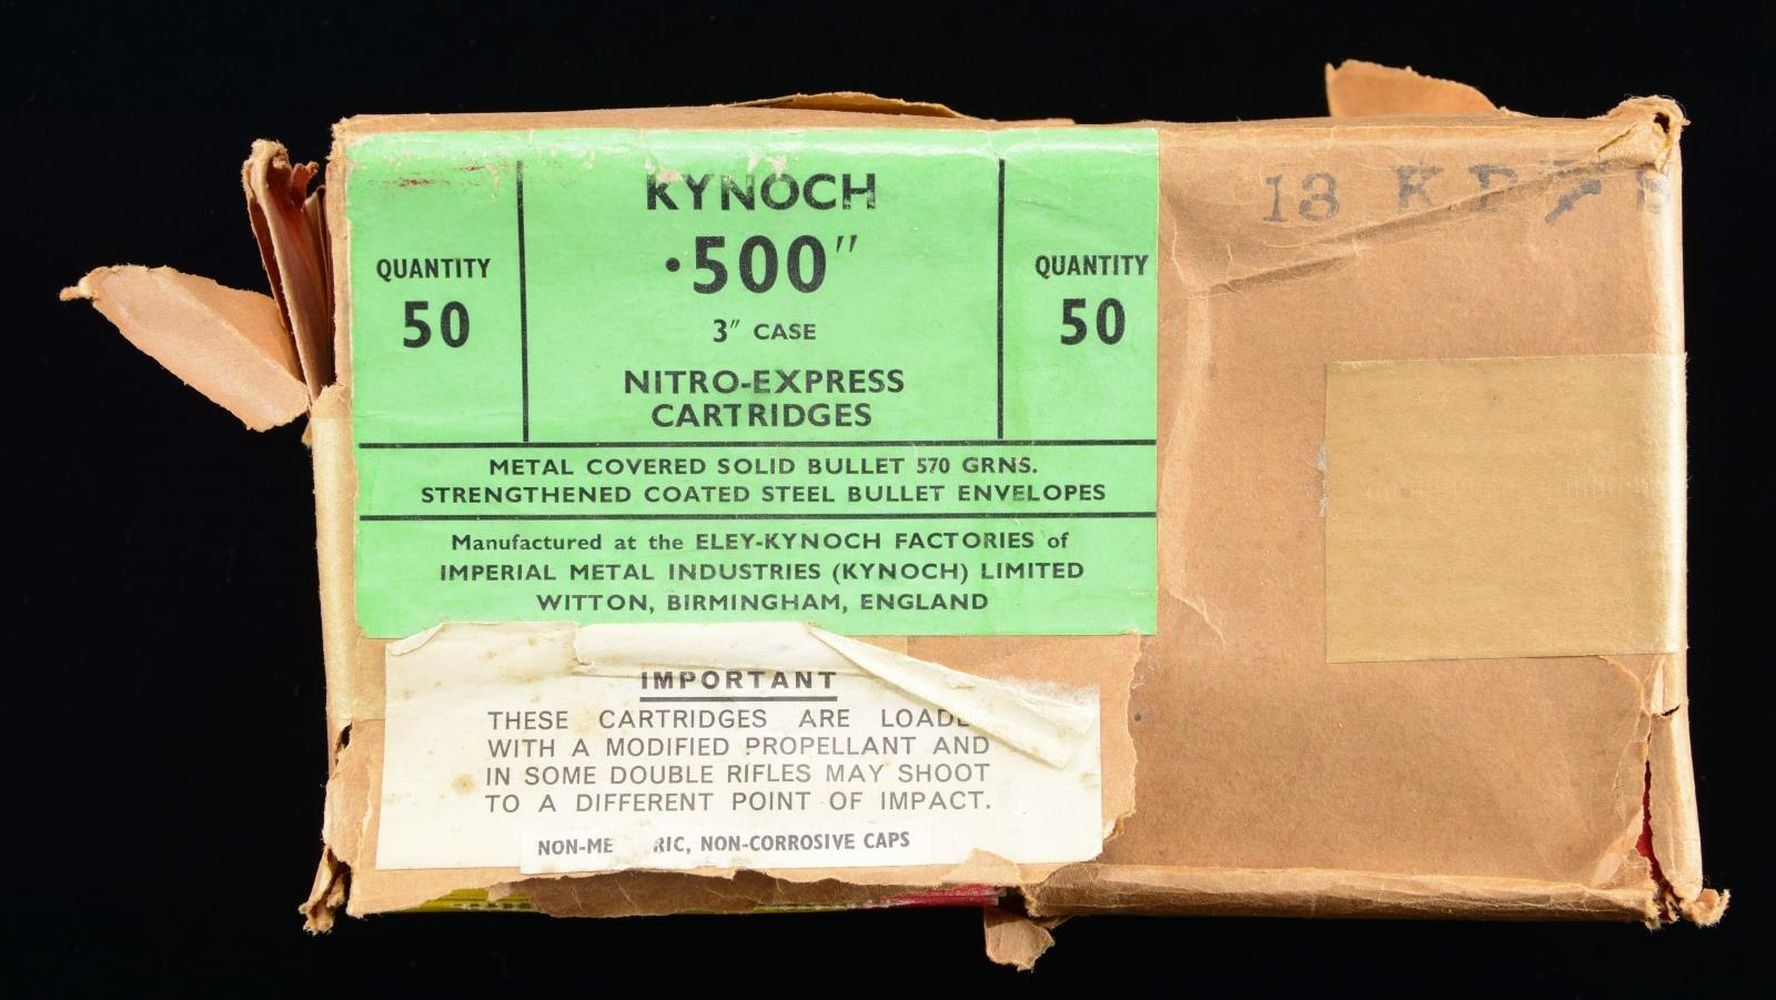 KYNOCH
·500"
3" CASE
NITRO-EXPRESS
CARTRIDGES
QUANTITY
50
QUANTITY
50
METAL COVERED SOLID BULLET 570 GRNS.
STRENGTHENED COATED STEEL BULLET ENVELOPES
Manufactured at the ELEY-KYNOCH FACTORIES of
IMPERIAL METAL INDUSTRIES (KYNOCH) LIMITED
WITTON, BIRMINGHAM, ENGLAND
IMPORTANT
THESE CARTRIDGES ARE
WITH A MODIFIED PROPELLANT AND
IN SOME DOUBLE RIFLES MAY SHOOT
TO A DIFFERENT POINT OF IMPACT.
NON-CORROSIVE CAPS
13